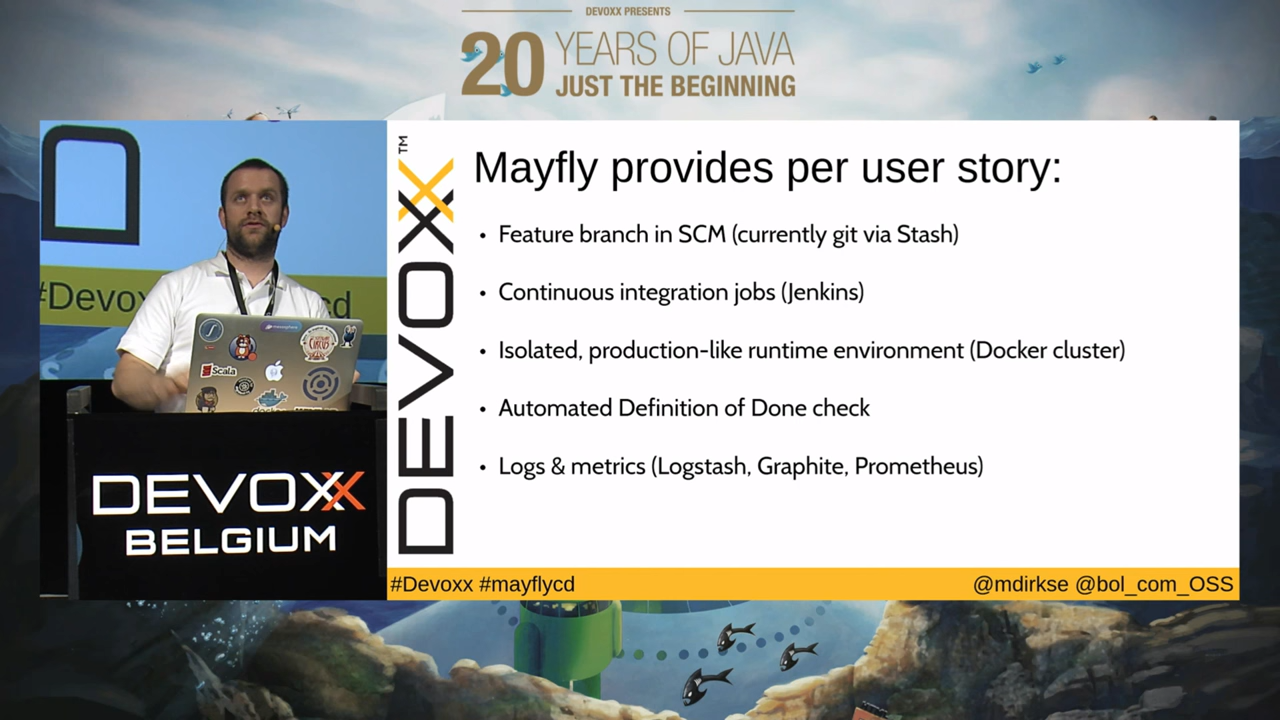 DEVOXX PRESENTS
20 YEARS OF JAVA
JUST THE BEGINNING
#Devox
cd
Scala
DEVOXX
BELGIUM
DEVOXX™
Mayfly provides per user story:
• Feature branch in SCM (currently git via Stash)
• Continuous integration jobs (Jenkins)
• Isolated, production-like runtime environment (Docker cluster)
• Automated Definition of Done check
• Logs & metrics (Logstash, Graphite, Prometheus)
#Devoxx #mayflycd
@mdirkse @bol_com_OSS